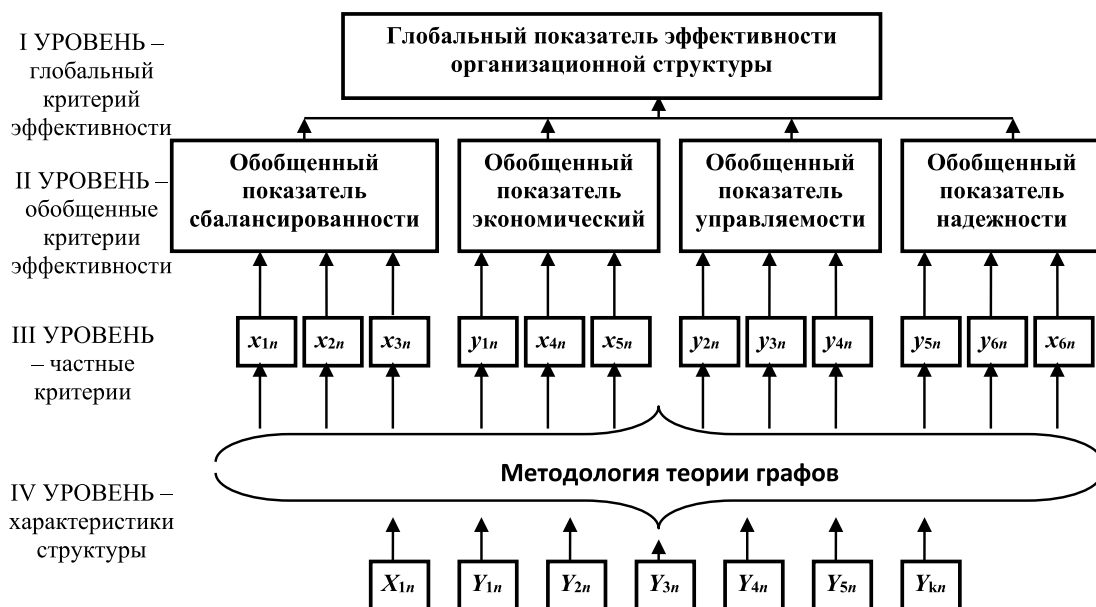 I УРОВЕНЬ –
глобальный
критерий
эффективности
Глобальный показатель эффективности
организационной структуры
II УРОВЕНЬ –
обобщенные
критерии
эффективности
Обобщенный
показатель
сбалансированности
Обобщенный
показатель
экономический
Обобщенный
показатель
управляемости
Обобщенный
показатель
надежности
III УРОВЕНЬ
– частные
критерии
x1n x2n x3n y1n x4n x5n y2n y3n y4n y5n y6n x6n
Методология теории графов
IV УРОВЕНЬ –
характеристики
структуры
X1n Y1n Y2n Y3n Y4n Y5n Ykn